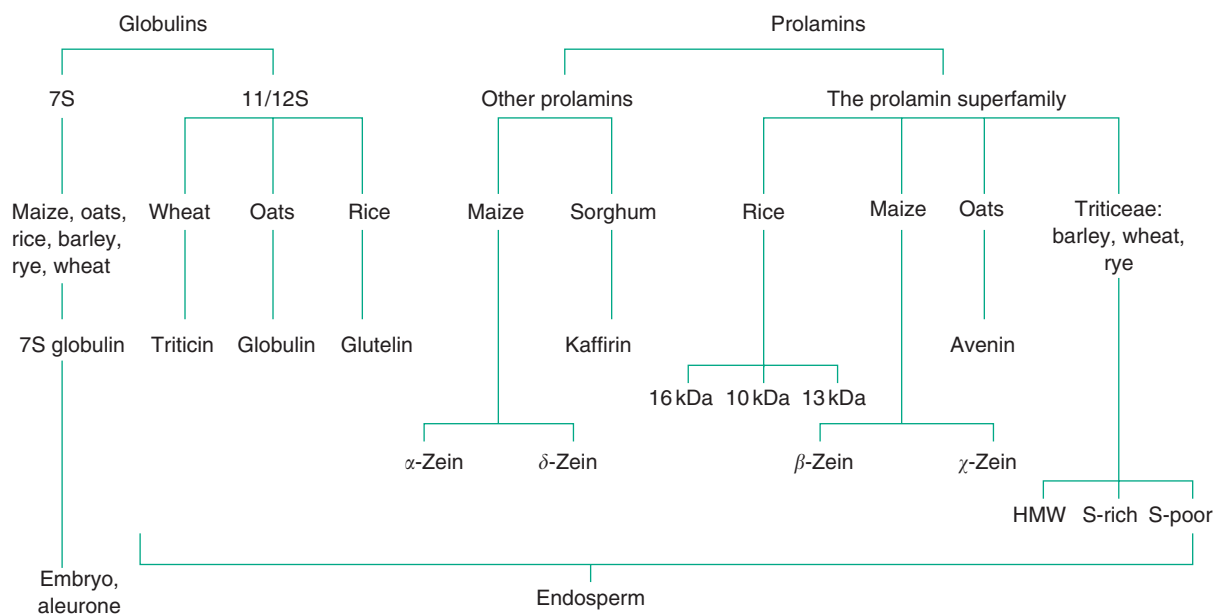 Globulins
Prolamins
7S
11/12S
Other prolamins
The prolamin superfamily
Maize, oats,
rice, barley,
rye, wheat
Wheat
Oats
Rice
Maize
Sorghum
Rice
Maize
Oats
Triticeae:
barley, wheat,
rye
7S globulin
Triticin
Globulin
Glutelin
Kaffirin
Avenin
16 kDa
10 kDa
13 kDa
α-Zein
δ-Zein
β-Zein
χ-Zein
HMW
S-rich
S-poor
Embryo,
aleurone
Endosperm